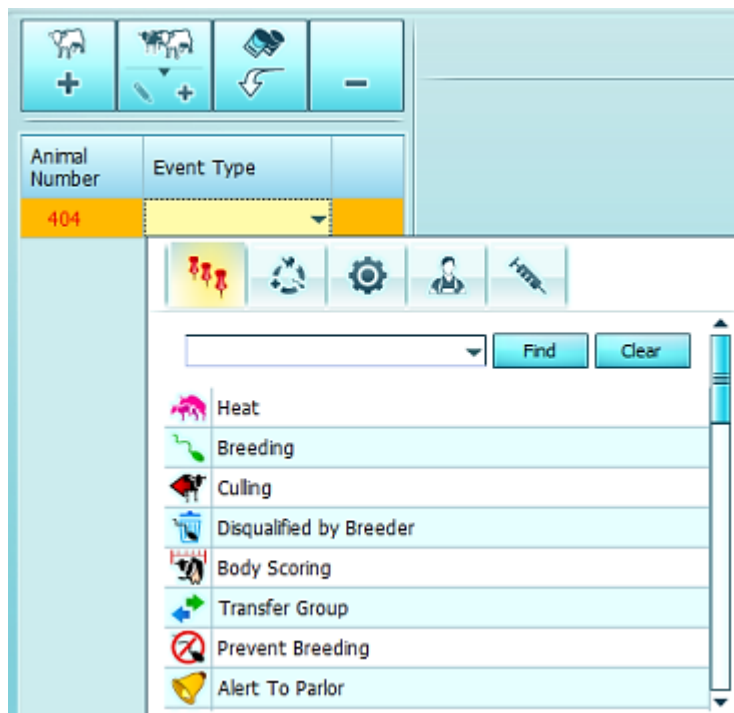 Animal
Number
Event Type
404
Find
Clear
Heat
Breeding
Culling
Disqualified by Breeder
Body Scoring
Transfer Group
Prevent Breeding
Alert To Parlor